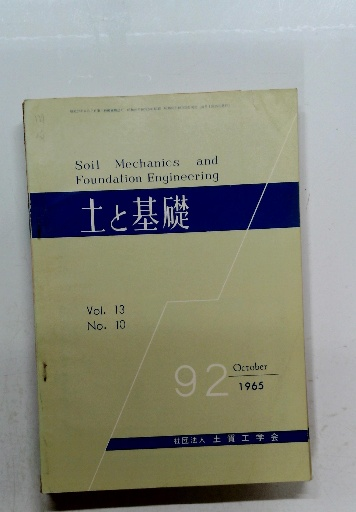 Soil Mechanics and
Foundation Engineering
土と基礎
Vol. 13
No. 10
92
October
1965
社団法人 土質工学会